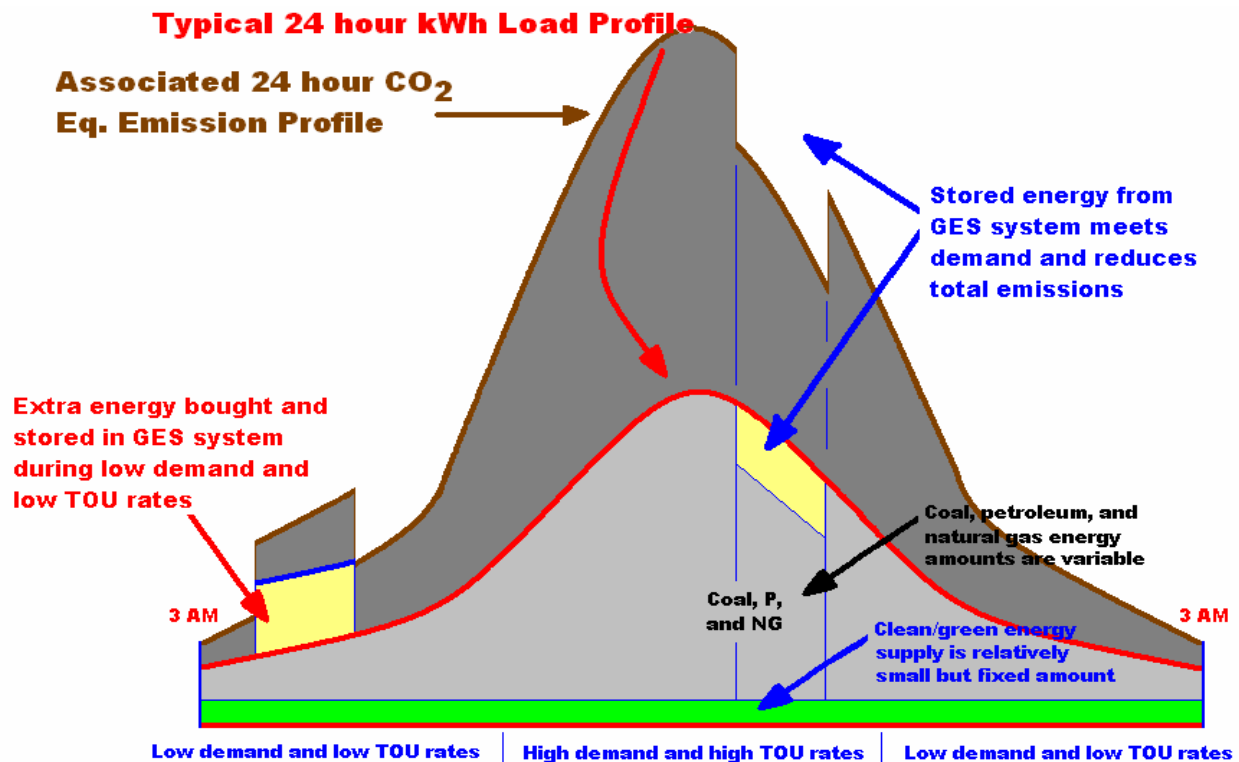 Typical 24 hour kWh Load Profile
Associated 24 hour CO2
Eq. Emission Profile
Stored energy from
GES system meets
demand and reduces
total emissions
Extra energy bought and
stored in GES system
during low demand and
low TOU rates
Coal, petroleum, and
natural gas energy
amounts are variable
Coal, P,
and NG
3 AM
3 AM
Clean/green energy
supply is relatively
small but fixed amount
Low demand and low TOU rates
High demand and high TOU rates
Low demand and low TOU rates